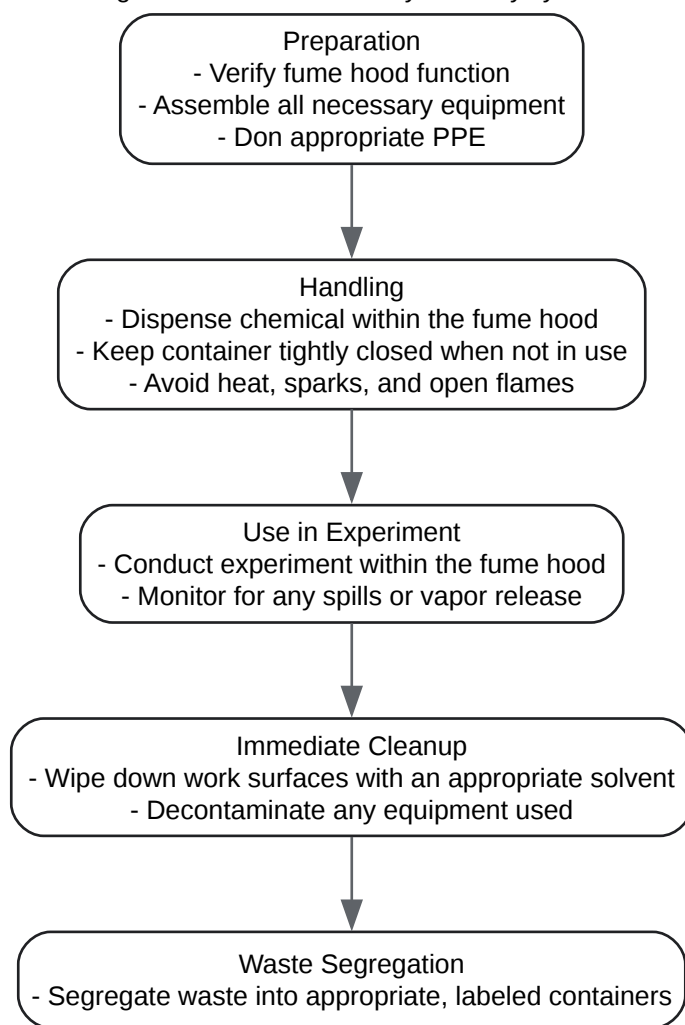 Preparation
- Verify fume hood function
- Assemble all necessary equipment
- Don appropriate PPE
Handling
- Dispense chemical within the fume hood
- Keep container tightly closed when not in use
- Avoid heat, sparks, and open flames
Use in Experiment
- Conduct experiment within the fume hood
- Monitor for any spills or vapor release
Immediate Cleanup
- Wipe down work surfaces with an appropriate solvent
- Decontaminate any equipment used
Waste Segregation
- Segregate waste into appropriate, labeled containers